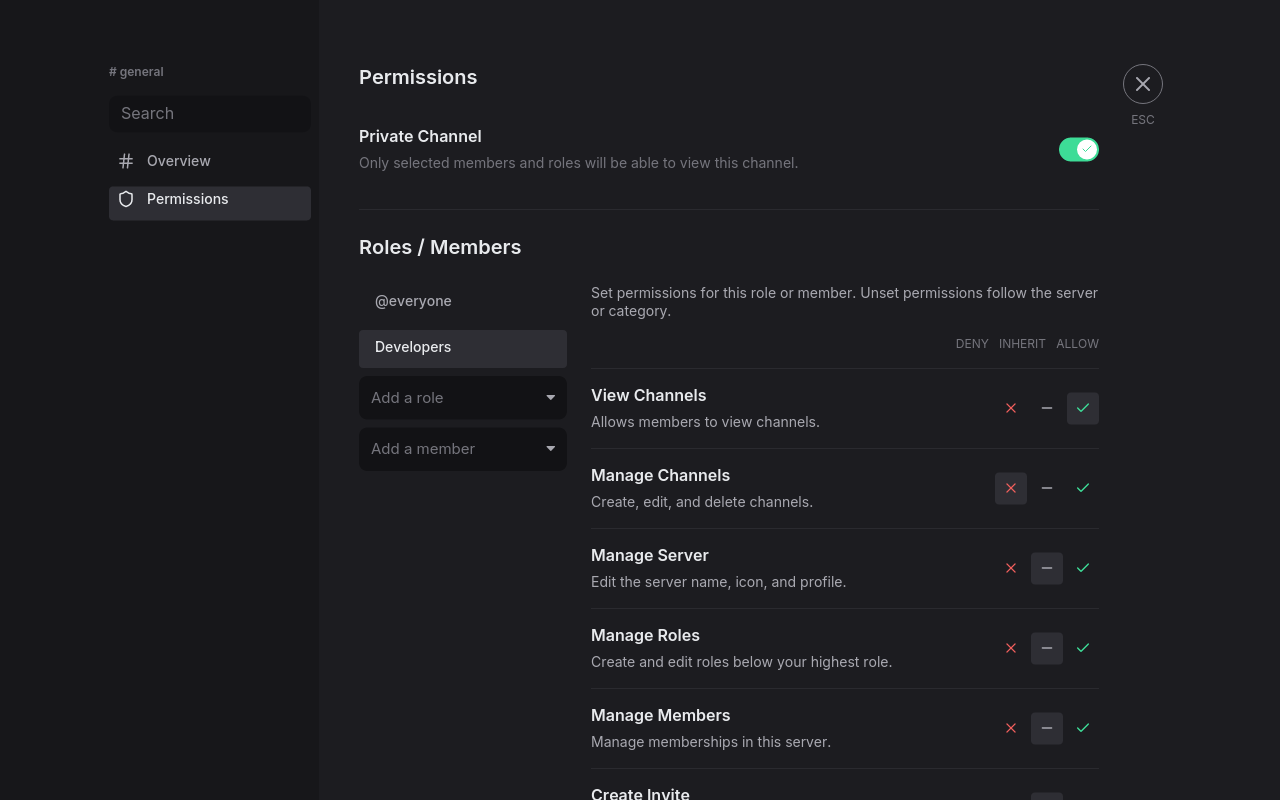 # general
Search
Overview
Permissions
Permissions
ESC
Private Channel
Only selected members and roles will be able to view this channel.
Roles / Members
@everyone
Developers
Add a role
Add a member
Set permissions for this role or member. Unset permissions follow the server
or category.
DENY INHERIT ALLOW
View Channels
Allows members to view channels.
Manage Channels
Create, edit, and delete channels.
Manage Server
Edit the server name, icon, and profile.
Manage Roles
Create and edit roles below your highest role.
Manage Members
Manage memberships in this server.
Create Invite